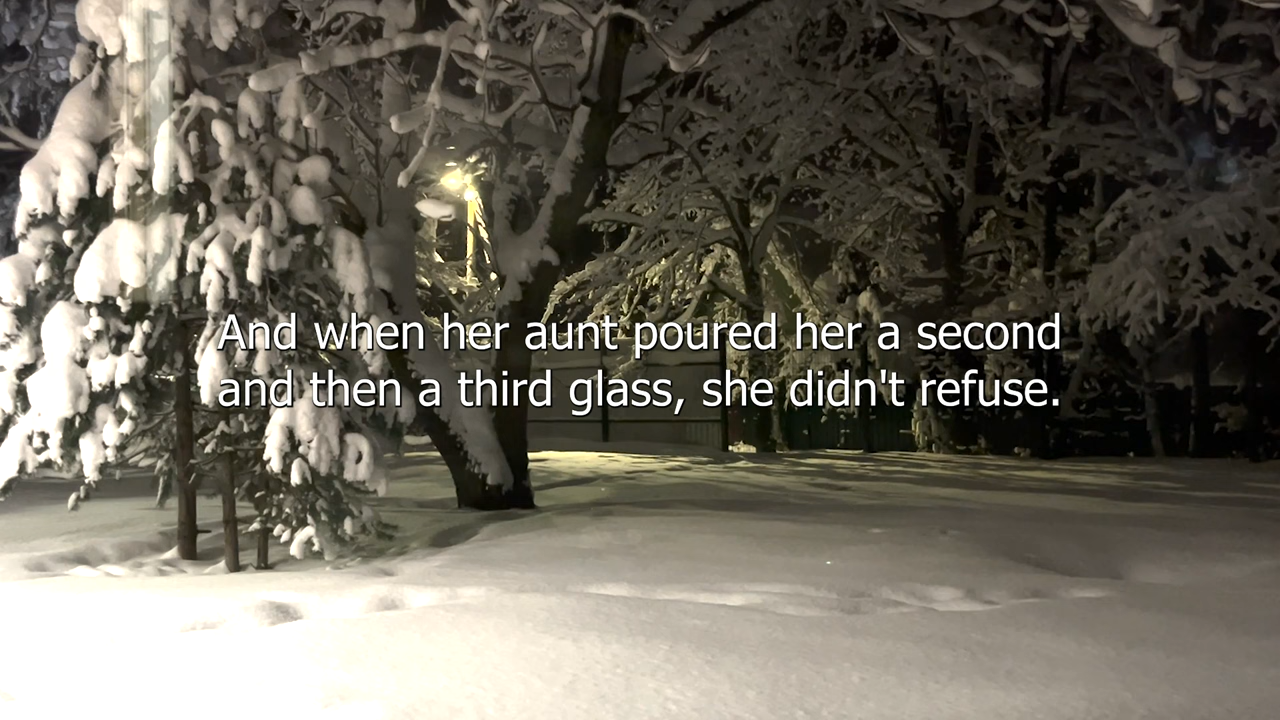 And when her aunt poured her a second
and then a third glass, she didn't refuse.